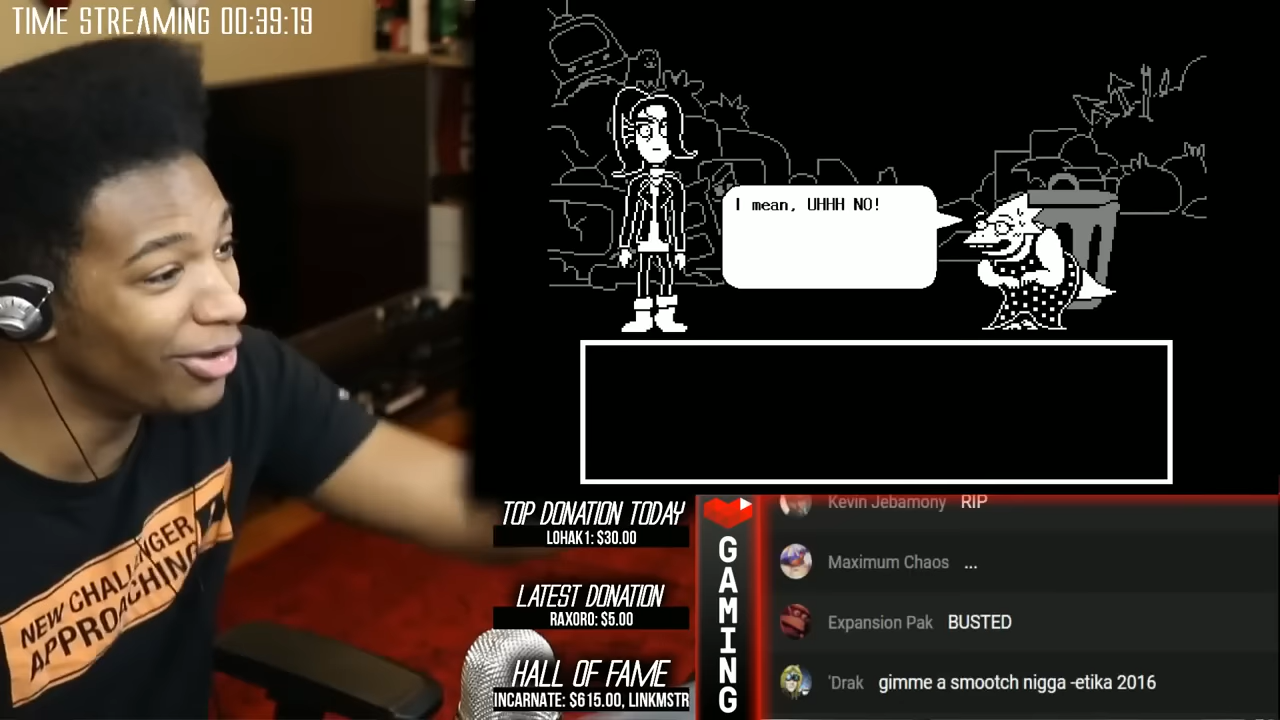 TIME STREAMING 00:39:19
I mean, UHHH NO!
NEW CHALLENGER
APPROACHING
TOP DONATION TODAY
LOHAK1: $30.00
LATEST DONATION
RAXORO: $5.00
HALL OF FAME
INCARNATE: $615.00, LINKMSTR
GAMING
Kevin Jebamony RIP
Maximum Chaos ...
Expansion Pak BUSTED
'Drak gimme a smootch nigga -etika 2016